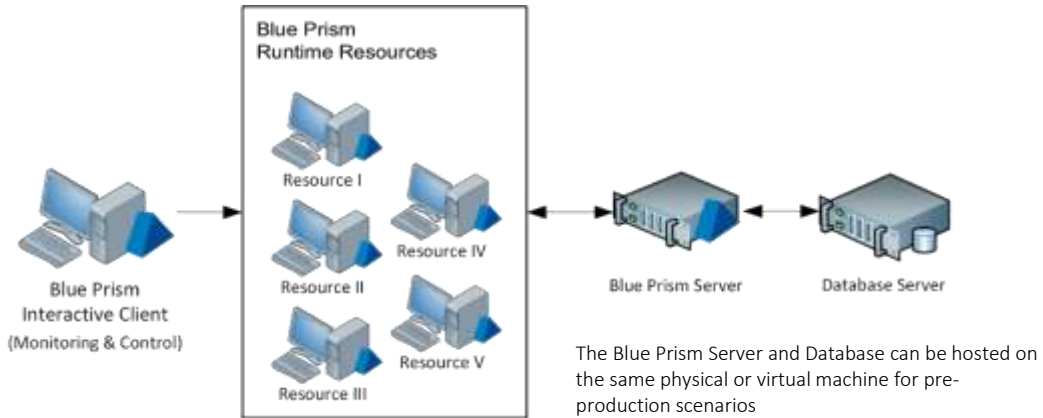 Blue Prism
Runtime Resources
Resource I
Resource IV
Resource II
Resource V
Resource III
Blue Prism
Interactive Client
(Monitoring & Control)
Blue Prism Server
Database Server
The Blue Prism Server and Database can be hosted on
the same physical or virtual machine for pre-
production scenarios